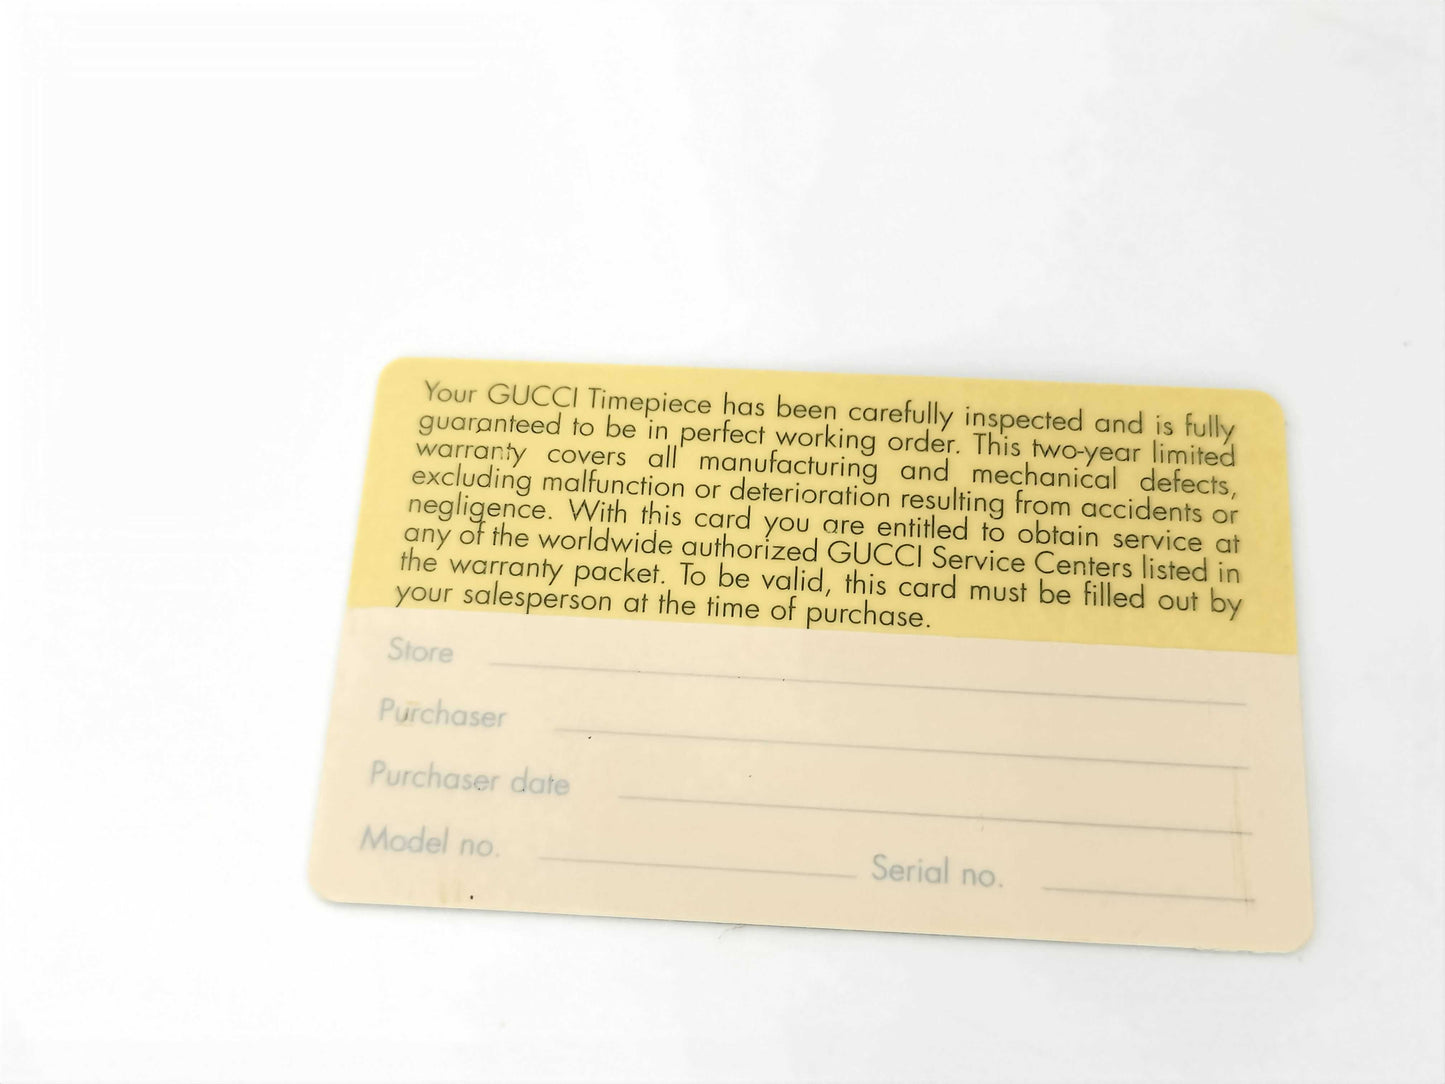 Your GUCCI Timepiece has been carefully inspected and is fully
guaranteed to be in perfect working order. This two-year limited
warranty covers all manufacturing and mechanical defects,
excluding malfunction or deterioration resulting from accidents or
negligence. With this card you are entitled to obtain service at
any of the worldwide authorized GUCCI Service Centers listed in
the warranty packet. To be valid, this card must be filled out by
your salesperson at the time of purchase.
Store
Purchaser
Purchaser date
Model no. Serial no.